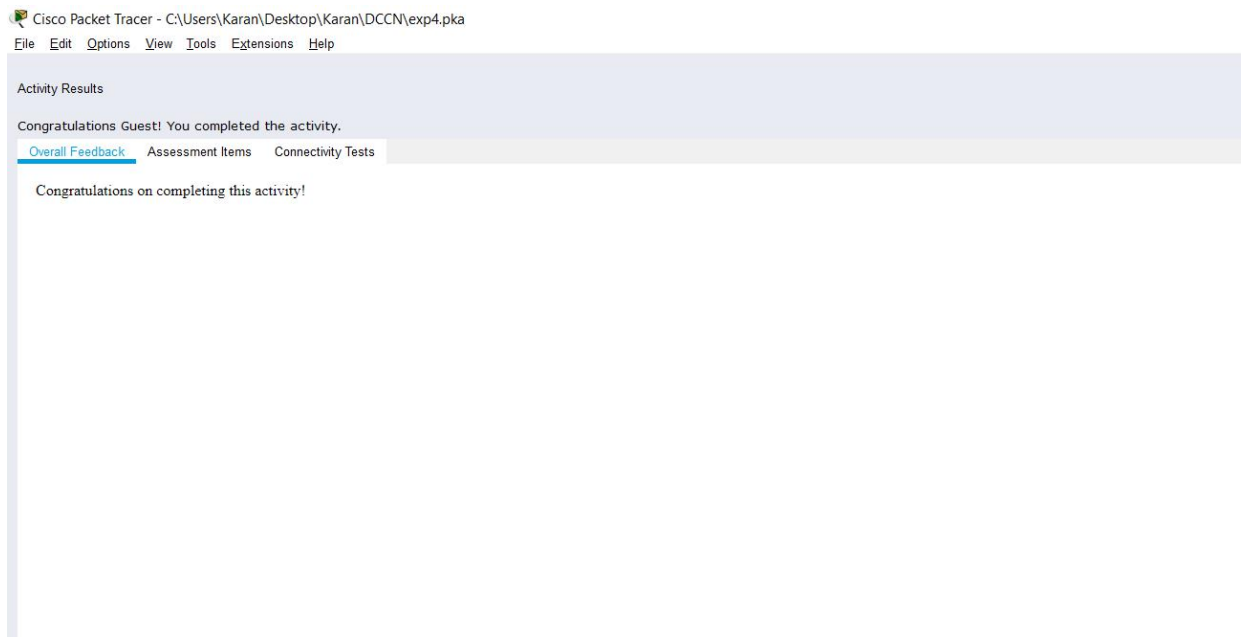 Cisco Packet Tracer - C:\Users\Karan\Desktop\Karan\DCCN\exp4.pka
File Edit Options View Tools Extensions Help
Activity Results
Congratulations Guest! You completed the activity.
Overall Feedback Assessment Items Connectivity Tests
Congratulations on completing this activity!